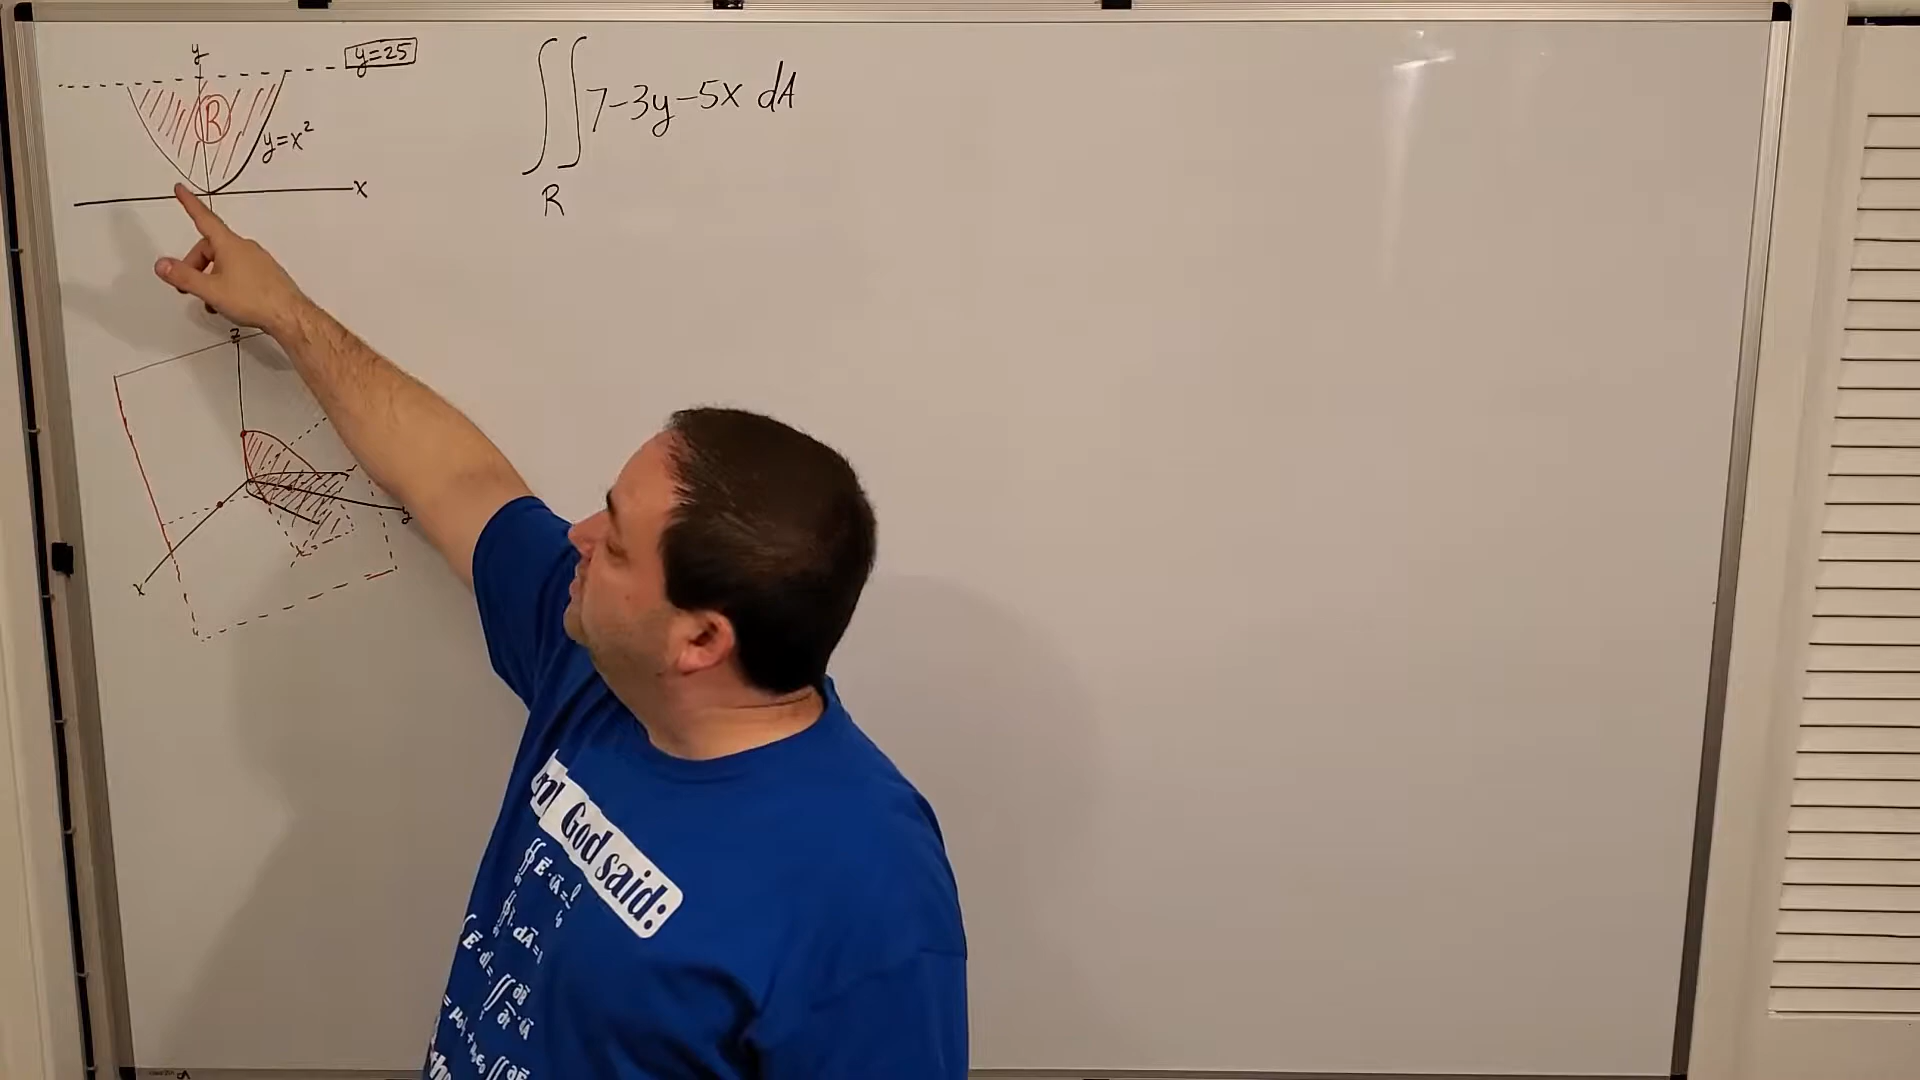 y
y=25
R
y=x²
x
∬ 7-3y-5x dA
R
z
y
x
God said: